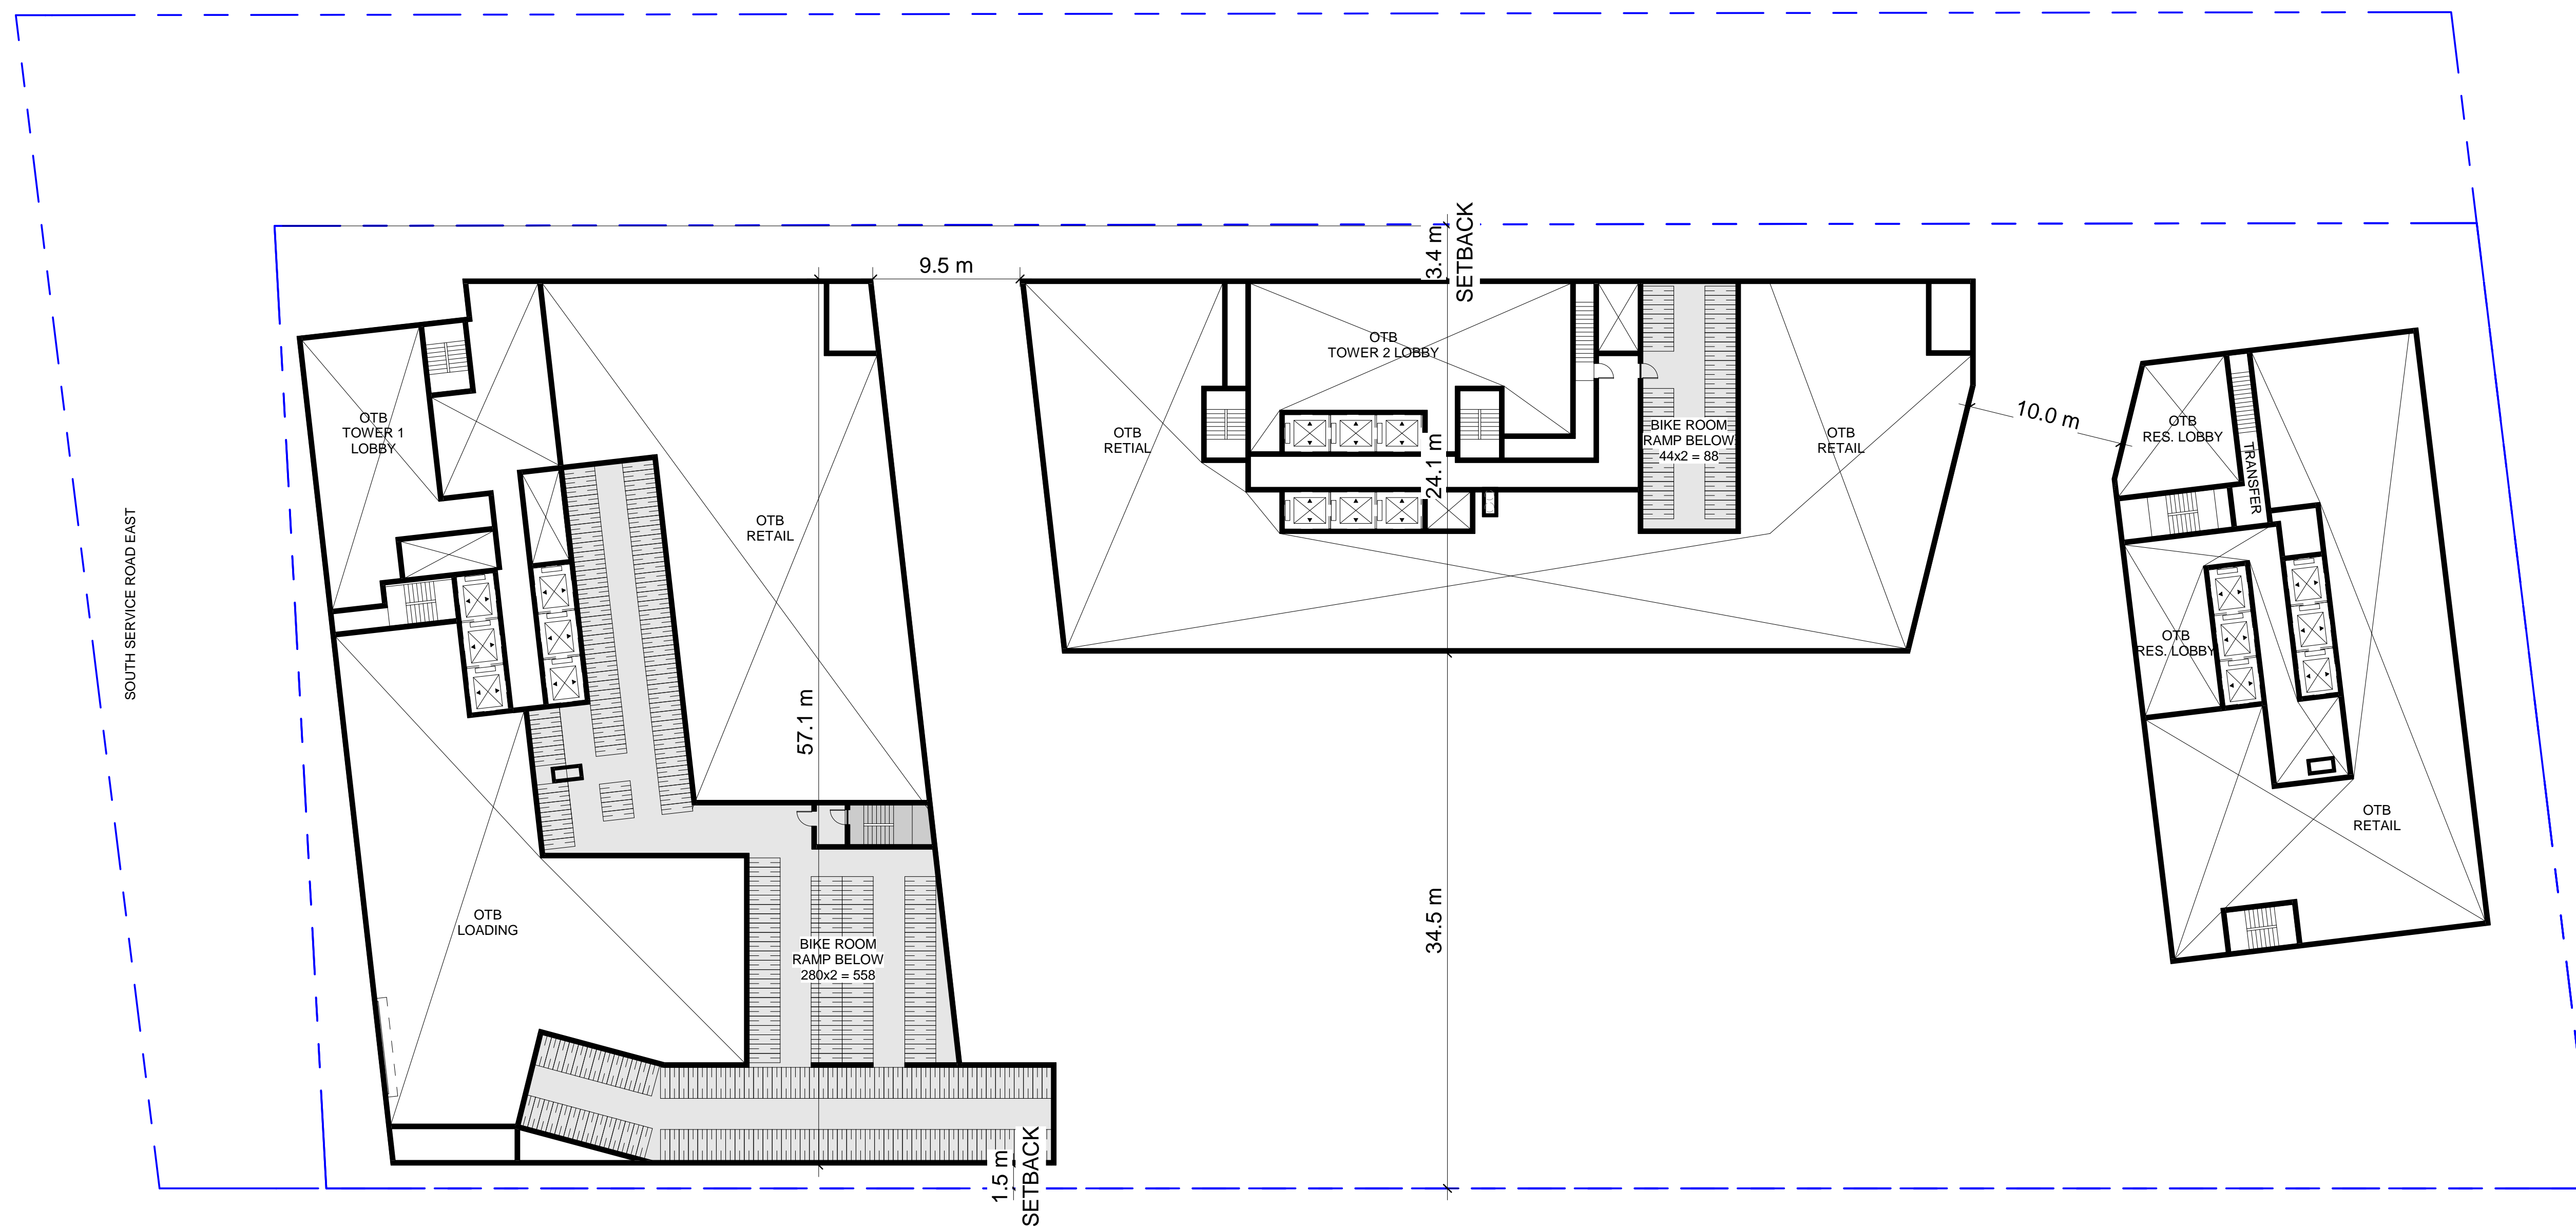 3.4 m
SETBACK
9.5 m
OTB
TOWER 2 LOBBY
OTB
TOWER 1
LOBBY
OTB
RETIAL
24.1 m
BIKE ROOM
RAMP BELOW
44x2 = 88
OTB
RETAIL
10.0 m
OTB
RES. LOBBY
TRANSFER
OTB
RETAIL
SOUTH SERVICE ROAD EAST
OTB
RES. LOBBY
57.1 m
OTB
RETAIL
OTB
LOADING
34.5 m
BIKE ROOM
RAMP BELOW
280x2 = 558
1.5 m
SETBACK